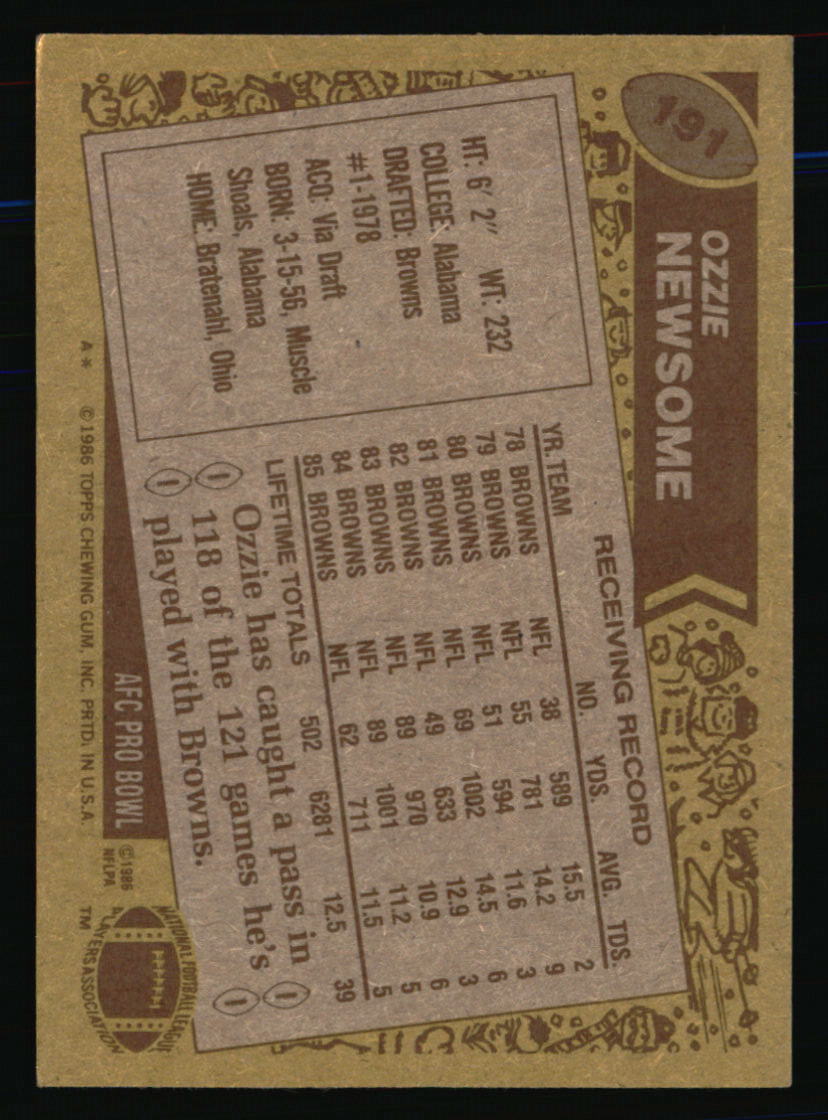 191
OZZIE
NEWSOME
HT: 6' 2" WT: 232
COLLEGE: Alabama
DRAFTED: Browns
#1-1978
ACQ: Via Draft
BORN: 3-15-56, Muscle
Shoals, Alabama
HOME: Bratenahl, Ohio
RECEIVING RECORD
YR. TEAM NO. YDS. AVG. TDS.
78 BROWNS NFL 38 589 15.5 2
79 BROWNS NFL 55 781 14.2 9
80 BROWNS NFL 51 594 11.6 3
81 BROWNS NFL 69 1002 14.5 6
82 BROWNS NFL 49 633 12.9 3
83 BROWNS NFL 89 970 10.9 6
84 BROWNS NFL 89 1001 11.2 5
85 BROWNS NFL 62 711 11.5 5
LIFETIME TOTALS 502 6281 12.5 39
Ozzie has caught a pass in
118 of the 121 games he's
played with Browns.
AFC PRO BOWL
A* ©1986 TOPPS CHEWING GUM, INC. PRTD. IN U.S.A.
©1986
NFLPA
NATIONAL FOOTBALL LEAGUE
PLAYERS ASSOCIATION
TM